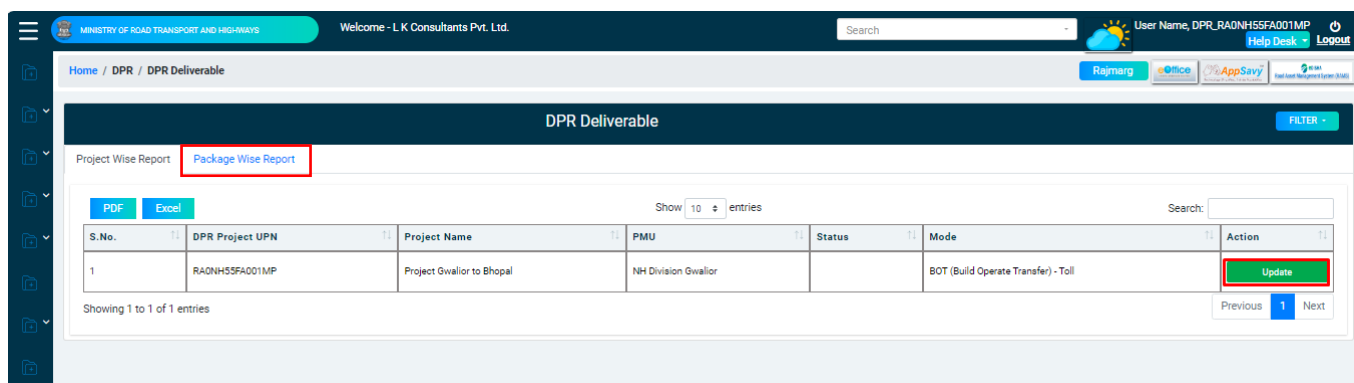 MINISTRY OF ROAD TRANSPORT AND HIGHWAYS
Welcome - L K Consultants Pvt. Ltd.
Search
User Name, DPR_RA0NH55FA001MP
Help Desk
Logout
Home / DPR / DPR Deliverable
Rajmarg
eOffice
AppSavy
DPR Deliverable
FILTER
Project Wise Report
Package Wise Report
PDF
Excel
Show 10 entries
Search:
S.No.
DPR Project UPN
Project Name
PMU
Status
Mode
Action
1
RA0NH55FA001MP
Project Gwalior to Bhopal
NH Division Gwalior
BOT (Build Operate Transfer) - Toll
Update
Showing 1 to 1 of 1 entries
Previous
1
Next